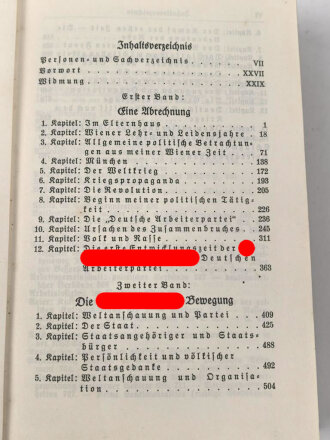 Inhaltsverzeichnis
Personen- und Sachverzeichnis VII
Vorwort XXVII
Widmung XXIX
Erster Band:
Eine Abrechnung
1. Kapitel: Im Elternhaus 1
2. Kapitel: Wiener Lehr- und Leidensjahre 18
3. Kapitel: Allgemeine politische Betrachtun-
gen aus meiner Wiener Zeit 71
4. Kapitel: München 138
5. Kapitel: Der Weltkrieg 172
6. Kapitel: Kriegspropaganda 193
7. Kapitel: Die Revolution 205
8. Kapitel: Beginn meiner politischen Tätig-
keit 226
9. Kapitel: Die „Deutsche Arbeiterpartei“ 236
10. Kapitel: Ursachen des Zusammenbruches 245
11. Kapitel: Volk und Rasse 311
12. Kapitel: Die erste Entwicklungszeit der
Deutschen
Arbeiterpartei 363
Zweiter Band:
Die Bewegung
1. Kapitel: Weltanschauung und Partei 409
2. Kapitel: Der Staat 425
3. Kapitel: Staatsangehöriger und Staats-
bürger 488
4. Kapitel: Persönlichkeit und völkischer
Staatsgedanke 492
5. Kapitel: Weltanschauung und Organisa-
tion 504